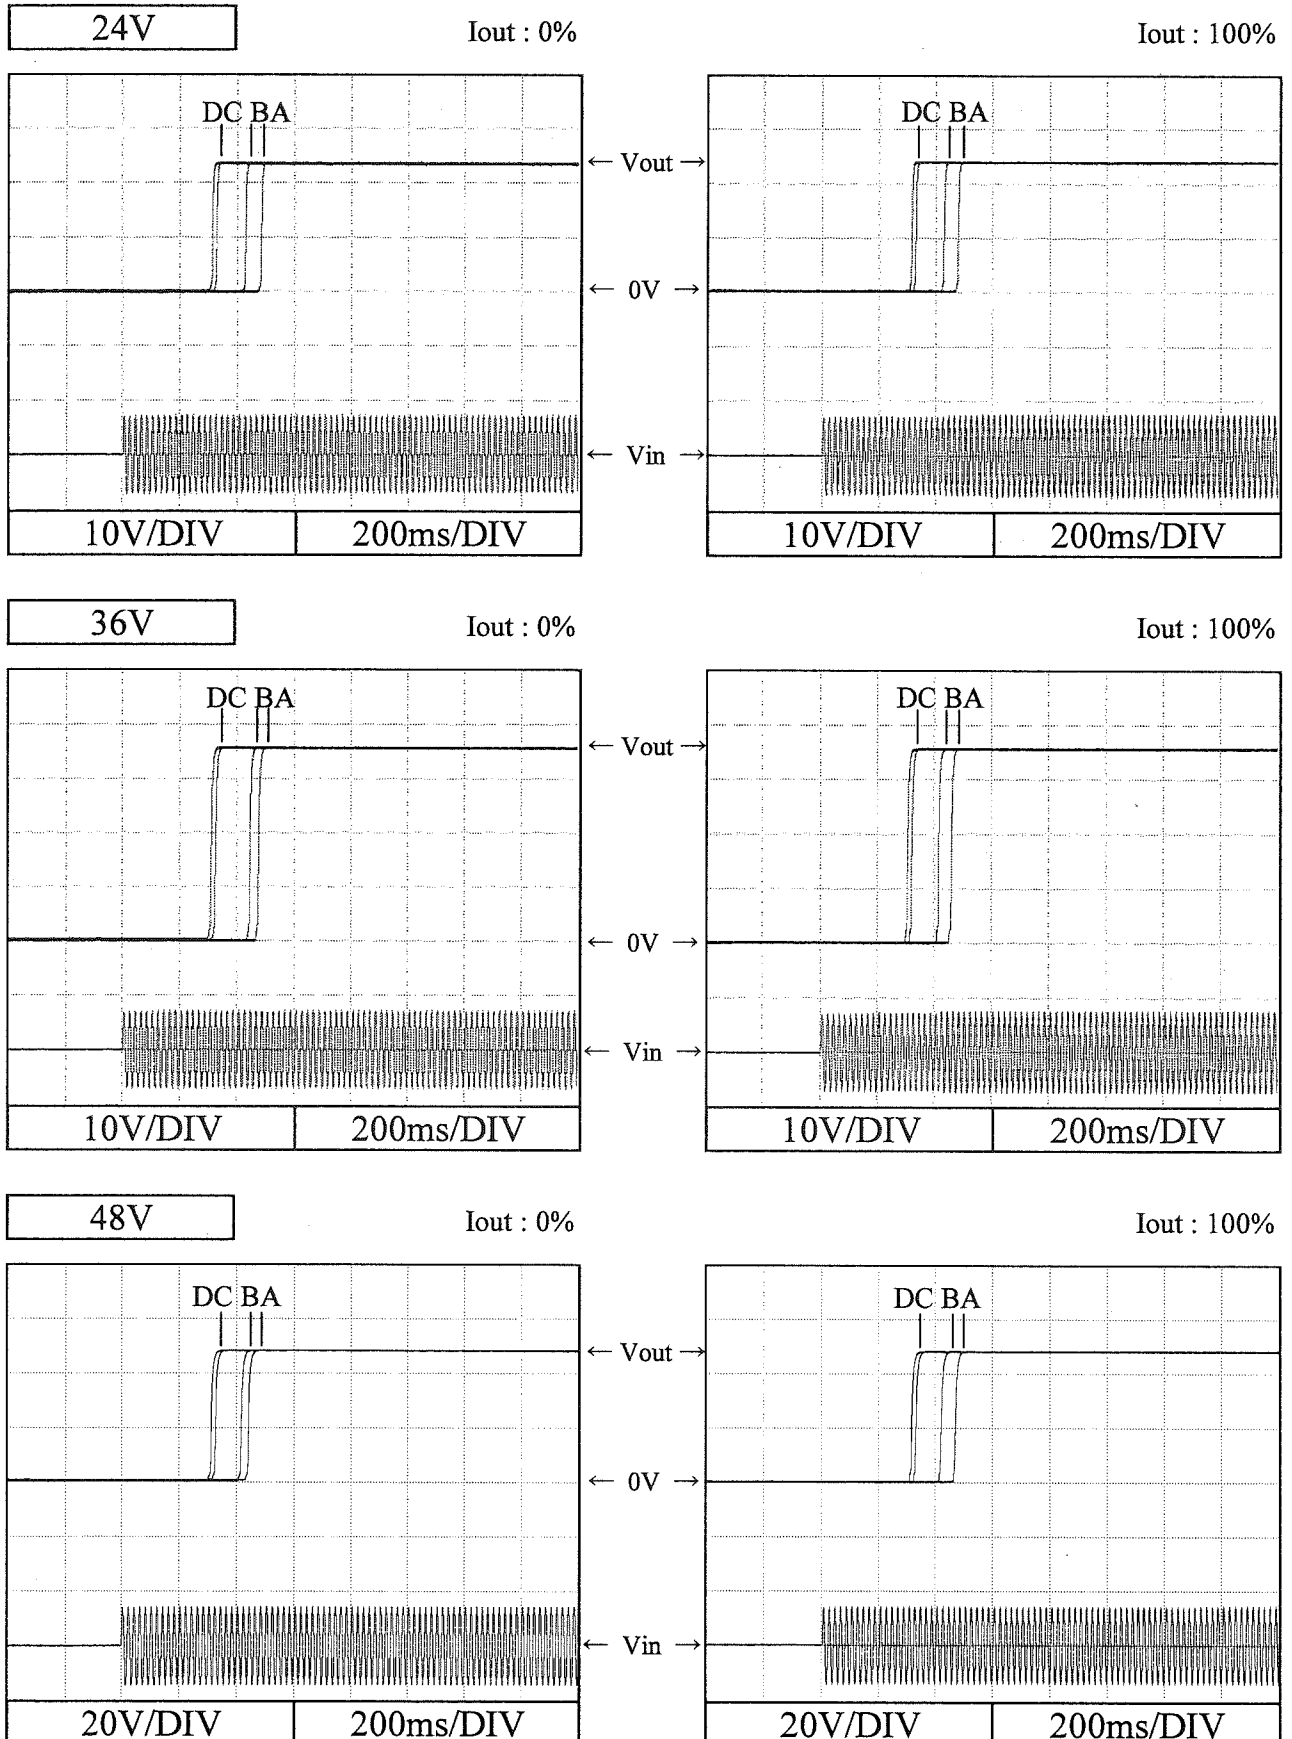 24V
Iout : 0%
Iout : 100%
DC BA
DC BA
← Vout →
← 0V →
← Vin →
10V/DIV 200ms/DIV
10V/DIV 200ms/DIV
36V
Iout : 0%
Iout : 100%
DC BA
DC BA
← Vout →
← 0V →
← Vin →
10V/DIV 200ms/DIV
10V/DIV 200ms/DIV
48V
Iout : 0%
Iout : 100%
DC BA
DC BA
← Vout →
← 0V →
← Vin →
20V/DIV 200ms/DIV
20V/DIV 200ms/DIV